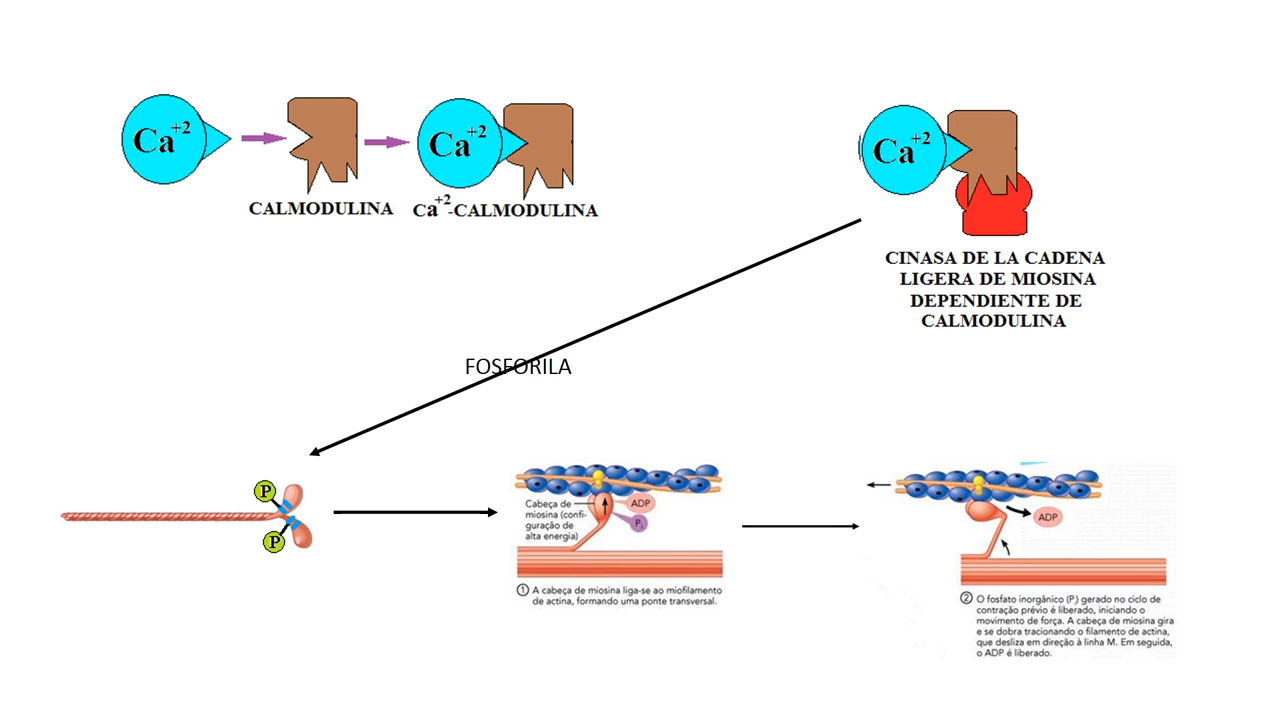 Ca+2
CALMODULINA
Ca+2
Ca+2-CALMODULINA
Ca+2
CINASA DE LA CADENA
LIGERA DE MIOSINA
DEPENDIENTE DE
CALMODULINA
FOSFORILA
P
P
Cabeça de
miosina (confi-
guração de
alta energia)
ADP
Pi
1 A cabeça de miosina liga-se ao miofilamento
de actina, formando uma ponte transversal.
ADP
2 O fosfato inorgânico (Pi) gerado no ciclo de
contração prévio é liberado, iniciando o
movimento de força. A cabeça de miosina gira
e se dobra tracionando o filamento de actina,
que desliza em direção à linha M. Em seguida,
o ADP é liberado.